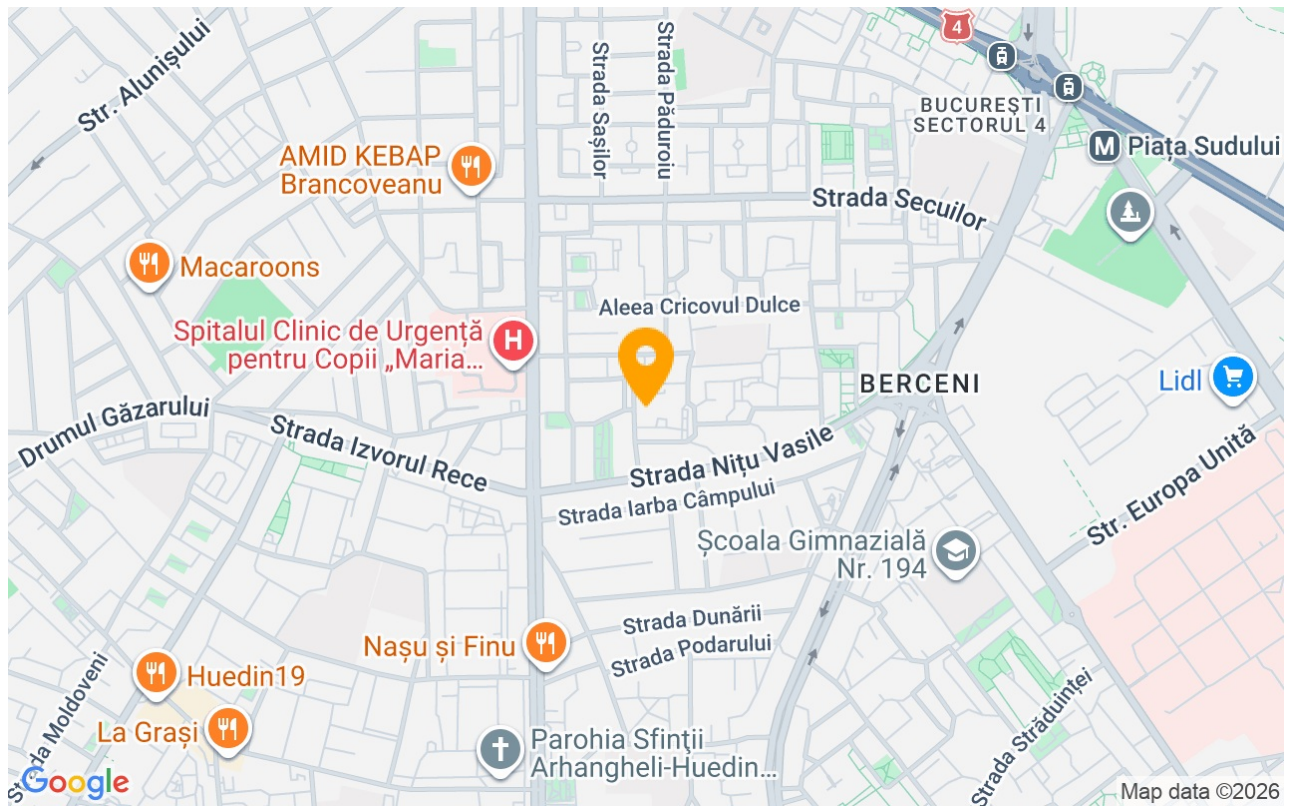 4
Str. Alunișului
Strada Sașilor
Strada Păduroiu
BUCUREȘTI
SECTORUL 4
M Piața Sudului
AMID KEBAP
Brancoveanu
Strada Secuilor
Macaroons
Aleea Cricovul Dulce
Spitalul Clinic de Urgență
pentru Copii „Maria...
H
BERCENI
Lidl
Drumul Găzarului
Strada Izvorul Rece
Strada Nițu Vasile
Strada Iarba Câmpului
Str. Europa Unită
Școala Gimnazială
Nr. 194
Strada Dunării
Nașu și Finu
Strada Podarului
Huedin19
Strada Moldoveni
La Grași
Strada Străduinței
Parohia Sfinţii
Arhangheli-Huedin...
Google
Map data ©2026